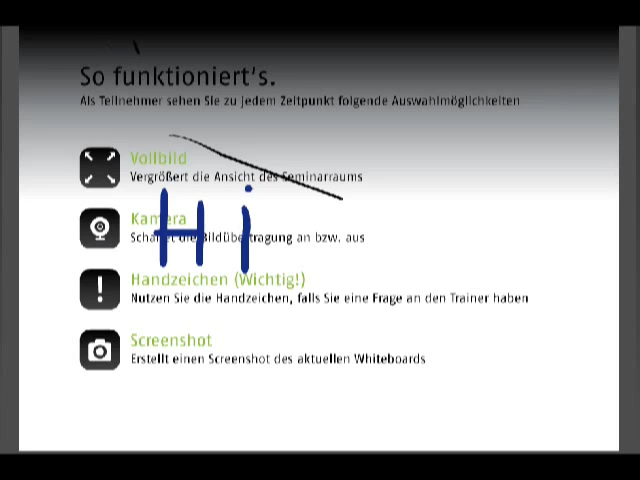 So funktioniert's.
Als Teilnehmer sehen Sie zu jedem Zeitpunkt folgende Auswahlmöglichkeiten
Vollbild
Vergrößert die Ansicht des Seminarraums
Kamera
Schaltet die Bildübertragung an bzw. aus
Hi
Handzeichen (Wichtig!)
Nutzen Sie die Handzeichen, falls Sie eine Frage an den Trainer haben
Screenshot
Erstellt einen Screenshot des aktuellen Whiteboards